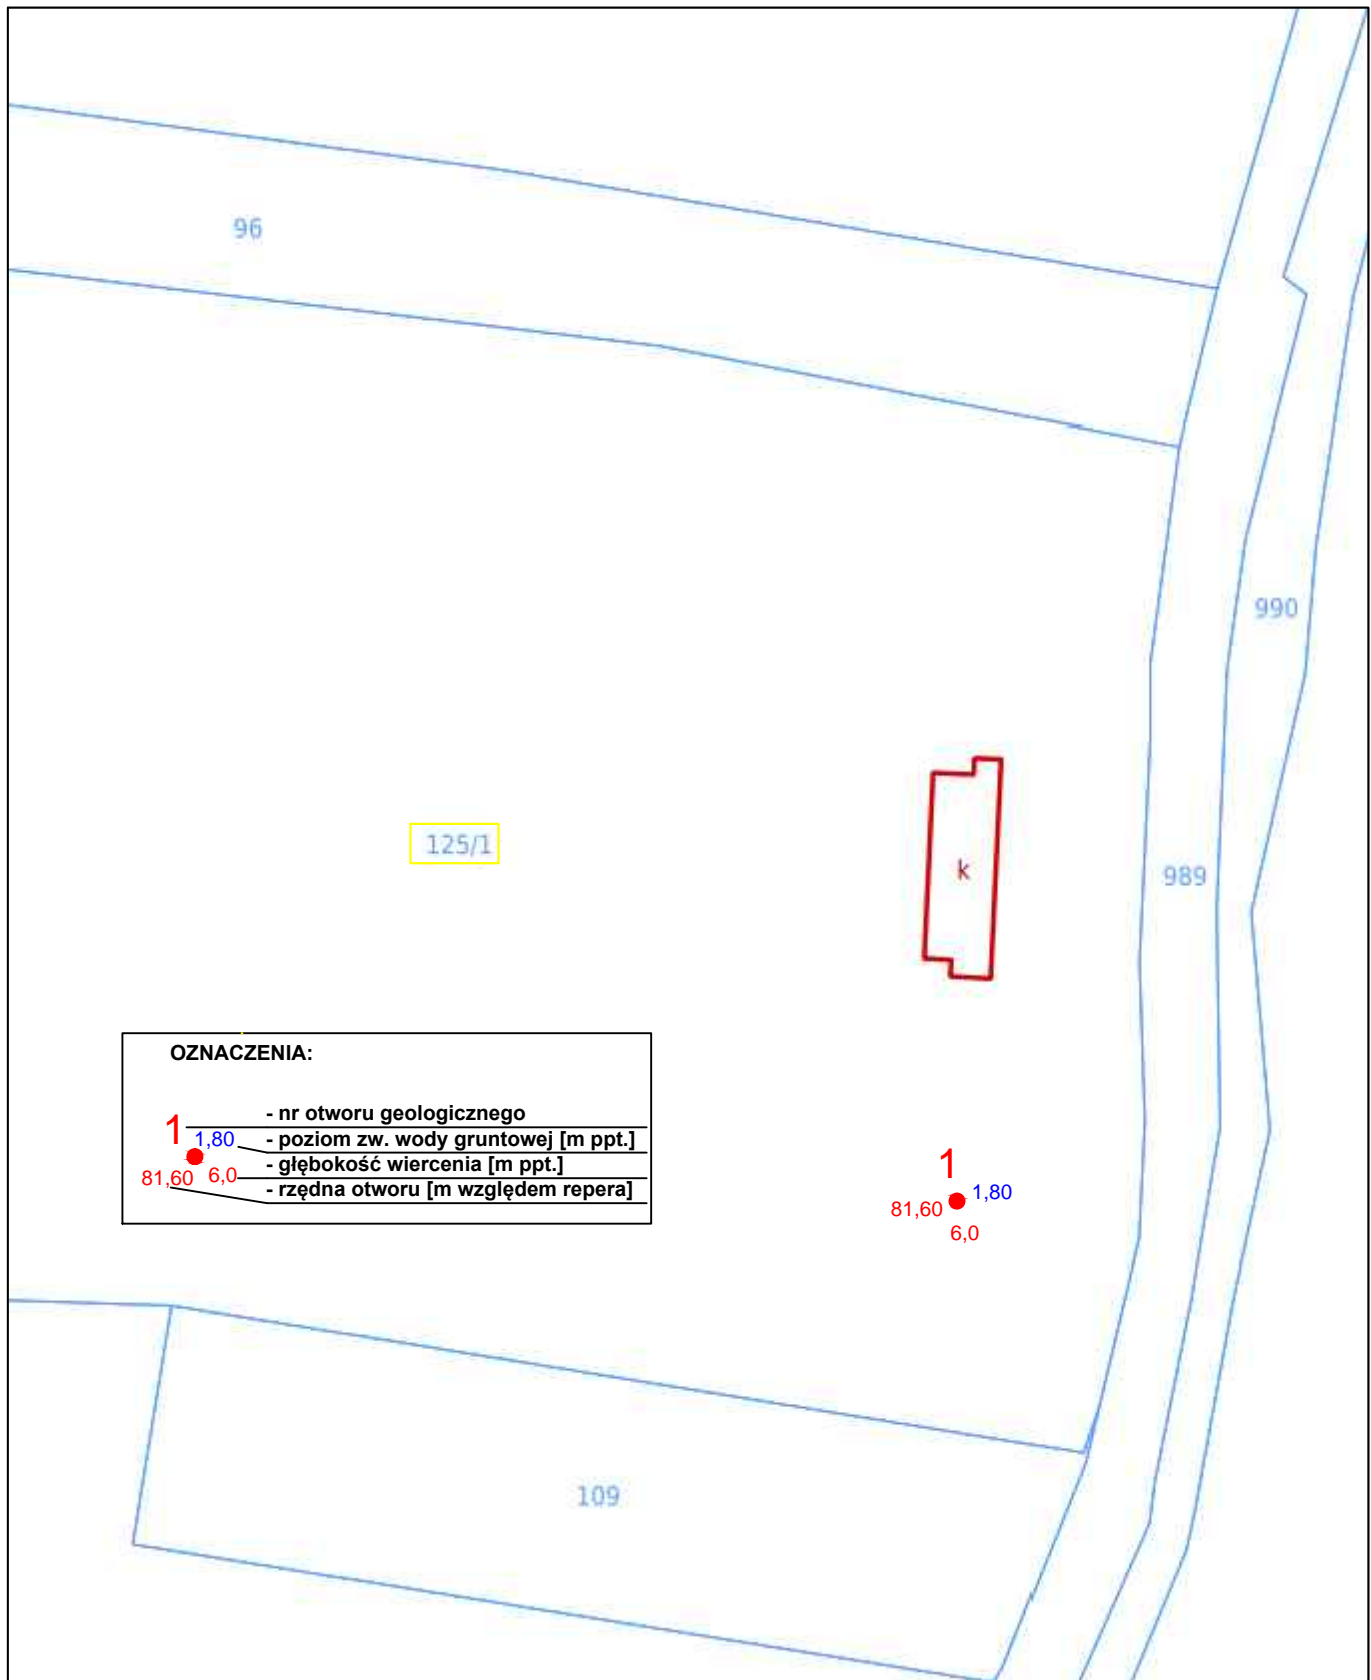 96
990
125/1
k
989
OZNACZENIA:
1 - nr otworu geologicznego
1,80 - poziom zw. wody gruntowej [m ppt.]
6,0 - głębokość wiercenia [m ppt.]
81,60 - rzędna otworu [m względem repera]
1
1,80
81,60
6,0
109